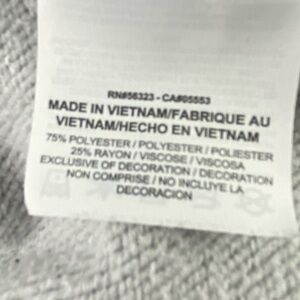 RN#56323 - CA#05553
MADE IN VIETNAM/FABRIQUE AU
VIETNAM/HECHO EN VIETNAM
75% POLYESTER / POLYESTER / POLIESTER
25% RAYON / VISCOSE / VISCOSA
EXCLUSIVE OF DECORATION / DECORATION
NON COMPRISE / NO INCLUYE LA
DECORACION